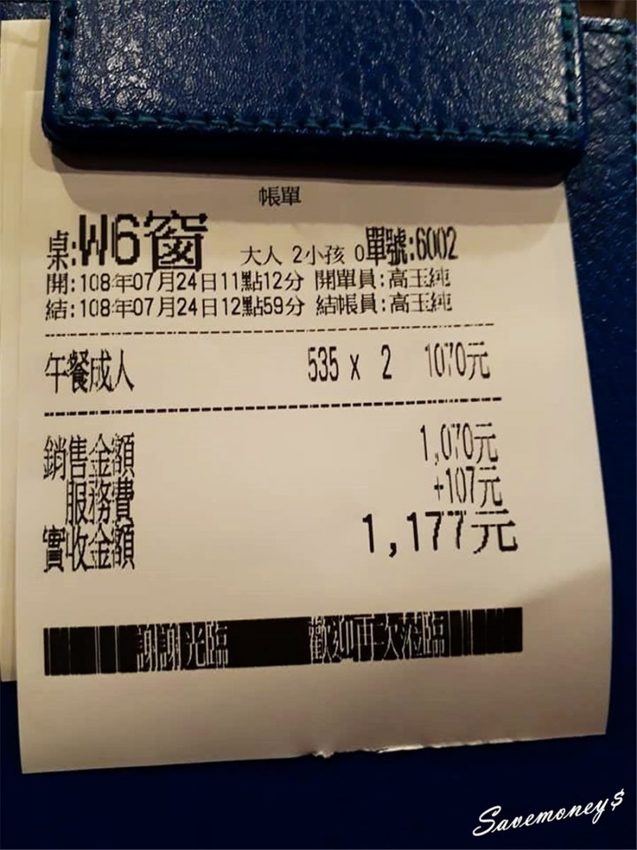 帳單
桌:W6窗 大人 2小孩 0單號:6002
開:108年07月24日11點12分 開單員:高玉純
結:108年07月24日12點59分 結帳員:高玉純
午餐成人 535 x 2 1070元
銷售金額 1,070元
服務費 +107元
實收金額 1,177元
謝謝光臨 歡迎再次蒞臨
Savemoney$